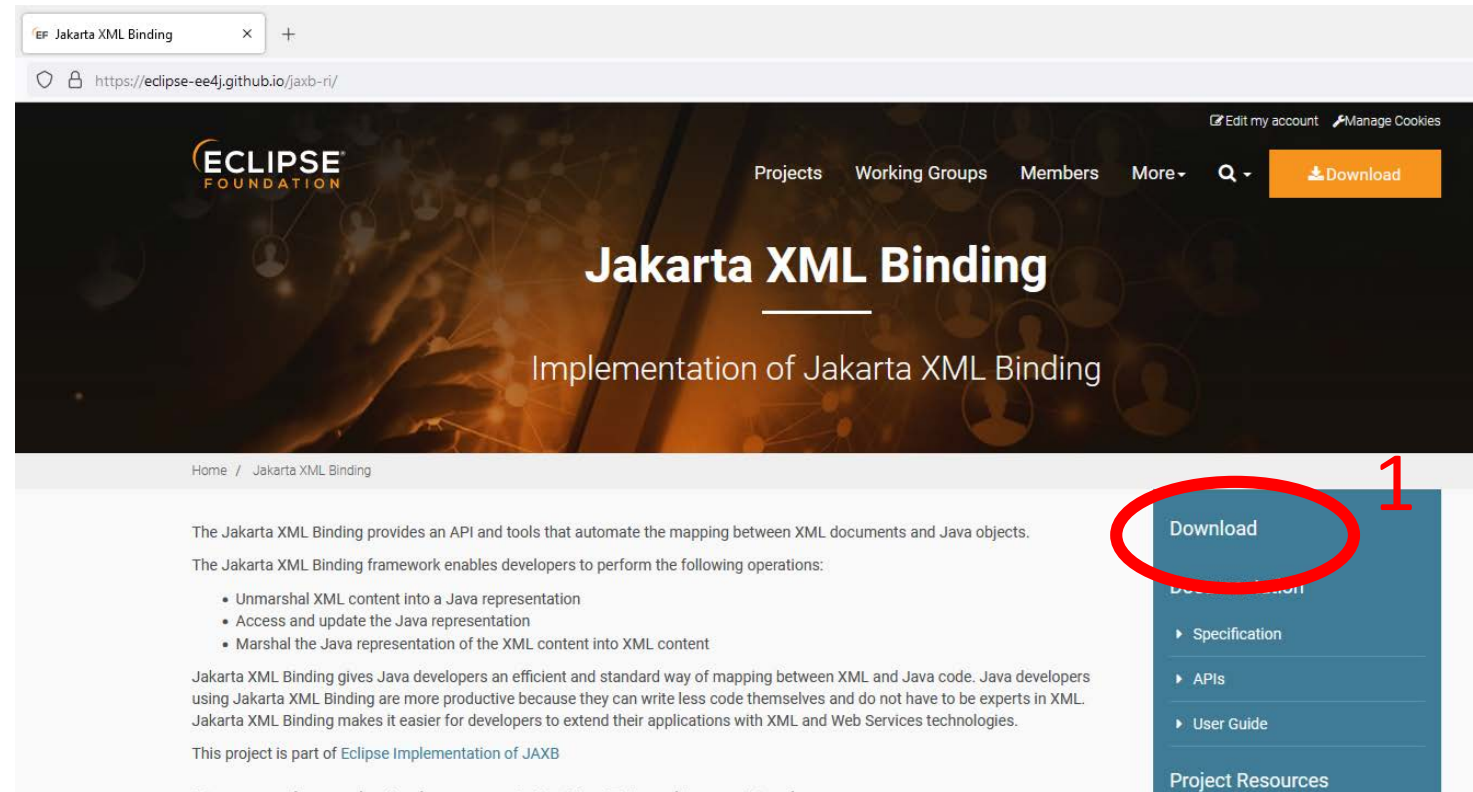 EF Jakarta XML Binding × +
https://eclipse-ee4j.github.io/jaxb-ri/
Edit my account Manage Cookies
ECLIPSE
FOUNDATION
Projects Working Groups Members More Download
Jakarta XML Binding
Implementation of Jakarta XML Binding
Home / Jakarta XML Binding
1
The Jakarta XML Binding provides an API and tools that automate the mapping between XML documents and Java objects.
The Jakarta XML Binding framework enables developers to perform the following operations:
• Unmarshal XML content into a Java representation
• Access and update the Java representation
• Marshal the Java representation of the XML content into XML content
Jakarta XML Binding gives Java developers an efficient and standard way of mapping between XML and Java code. Java developers
using Jakarta XML Binding are more productive because they can write less code themselves and do not have to be experts in XML.
Jakarta XML Binding makes it easier for developers to extend their applications with XML and Web Services technologies.
This project is part of Eclipse Implementation of JAXB
Download
Specification
APIs
User Guide
Project Resources